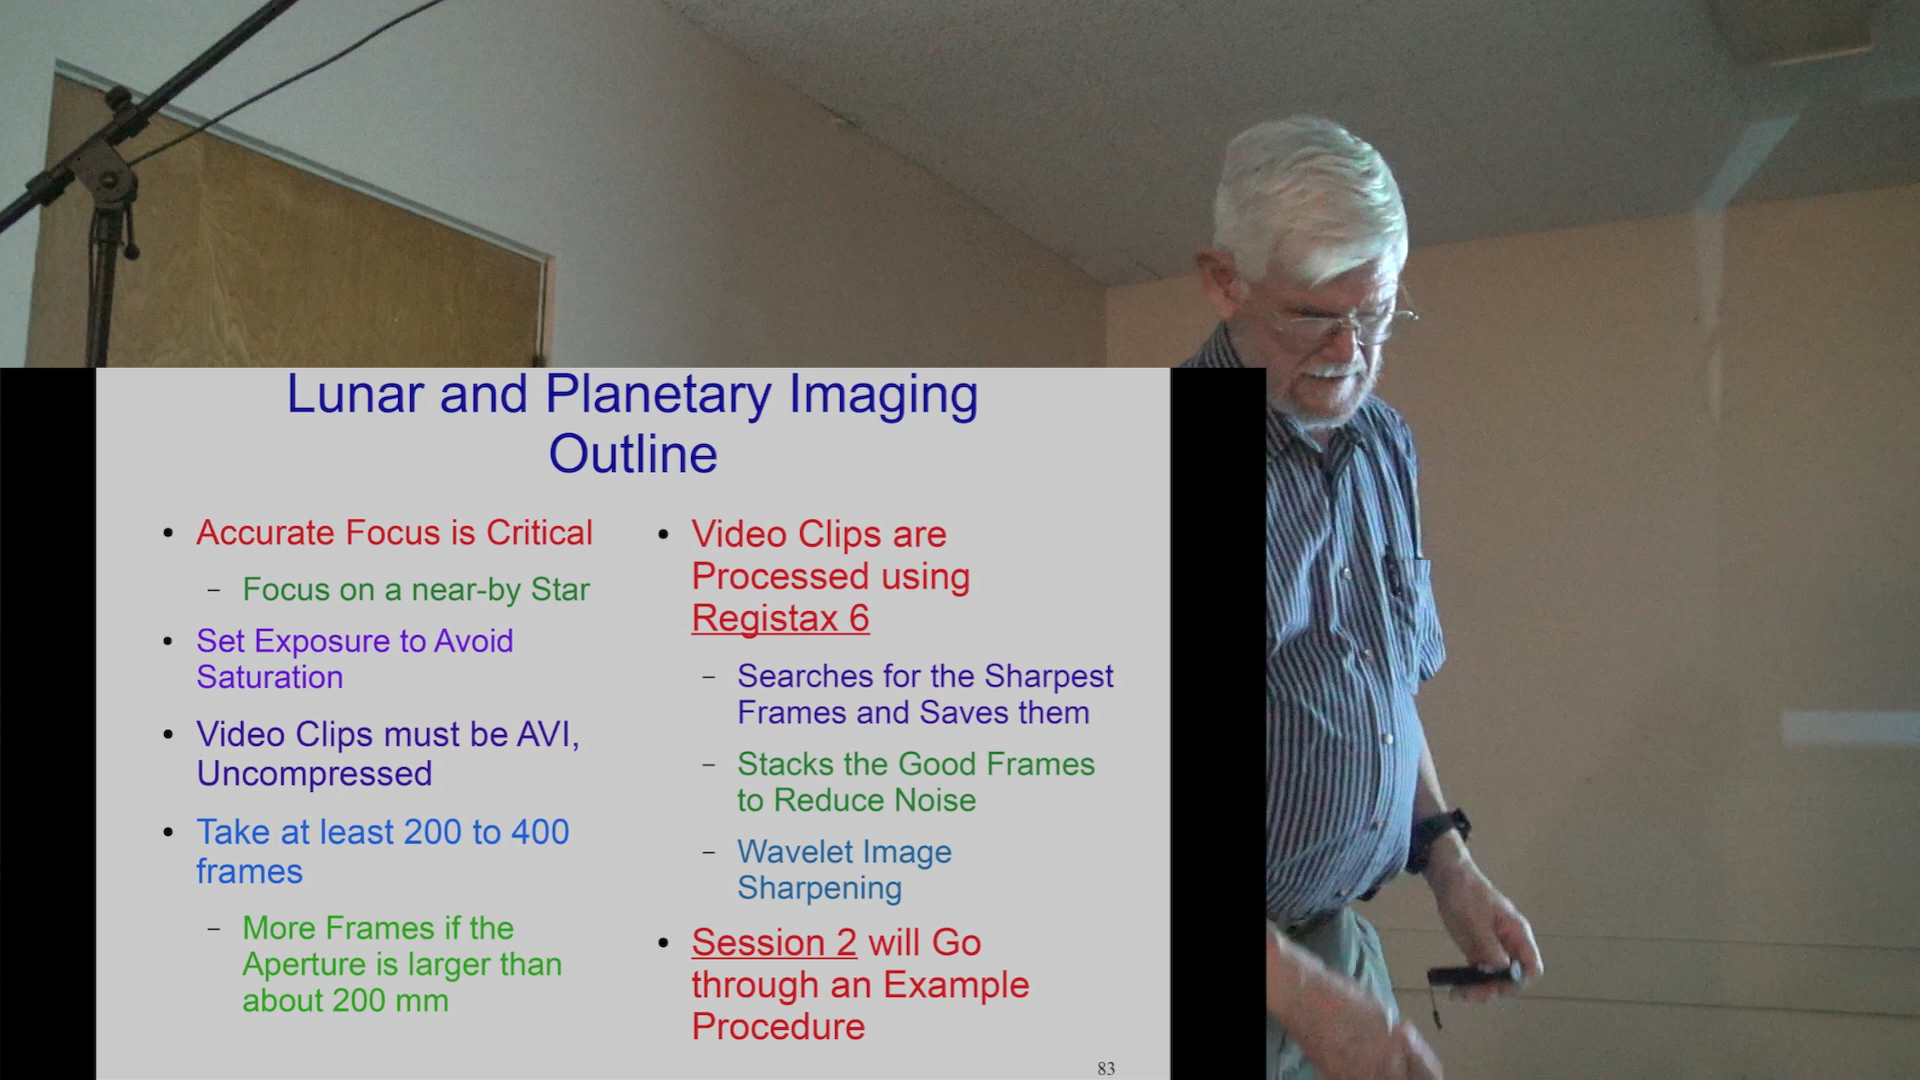 Lunar and Planetary Imaging
Outline
• Accurate Focus is Critical
– Focus on a near-by Star
• Set Exposure to Avoid
Saturation
• Video Clips must be AVI,
Uncompressed
• Take at least 200 to 400
frames
– More Frames if the
Aperture is larger than
about 200 mm
• Video Clips are
Processed using
Registax 6
– Searches for the Sharpest
Frames and Saves them
– Stacks the Good Frames
to Reduce Noise
– Wavelet Image
Sharpening
• Session 2 will Go
through an Example
Procedure
83